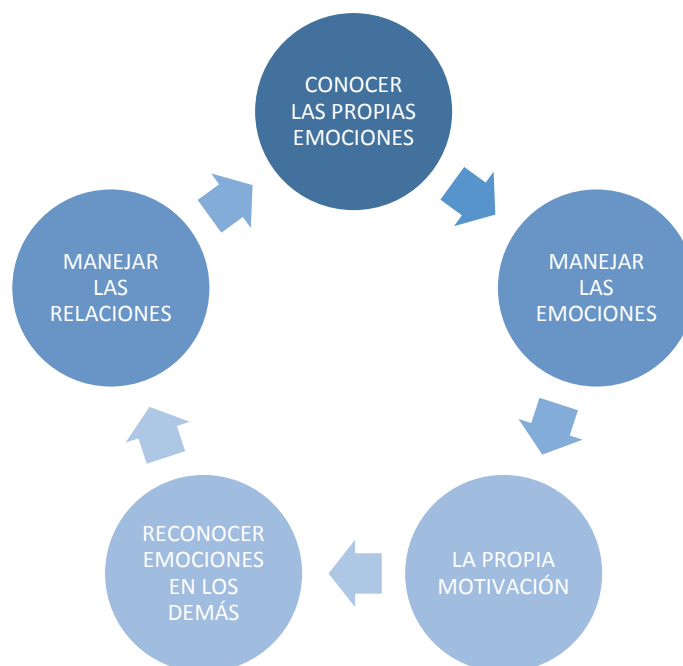 CONOCER
LAS PROPIAS
EMOCIONES
MANEJAR
LAS
EMOCIONES
LA PROPIA
MOTIVACIÓN
RECONOCER
EMOCIONES
EN LOS
DEMÁS
MANEJAR
LAS
RELACIONES